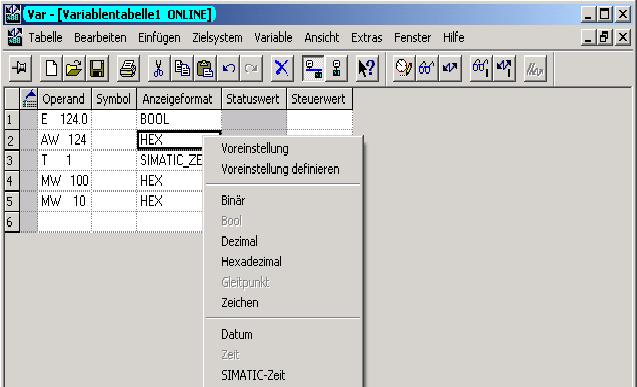 Var - [Variablentabelle1 ONLINE]
Tabelle Bearbeiten Einfügen Zielsystem Variable Ansicht Extras Fenster Hilfe
Operand Symbol Anzeigeformat Statuswert Steuerwert
1 E 124.0 BOOL
2 AW 124 HEX
3 T 1 SIMATIC_ZE
4 MW 100 HEX
5 MW 10 HEX
6
Voreinstellung
Voreinstellung definieren
Binär
Bool
Dezimal
Hexadezimal
Gleitpunkt
Zeichen
Datum
Zeit
SIMATIC-Zeit